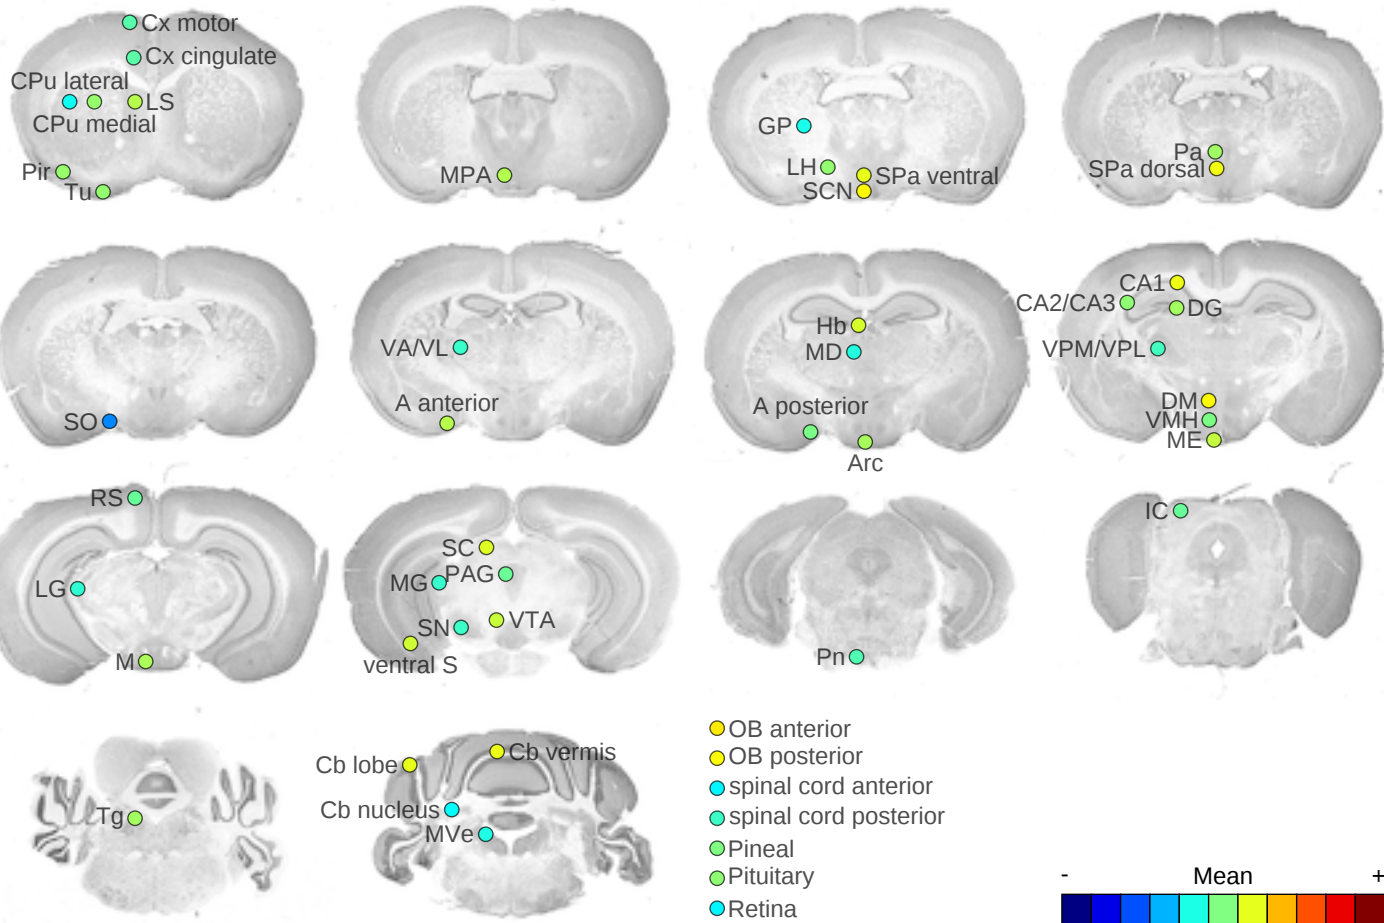 Cx motor
Cx cingulate
CPu lateral
LS
CPu medial
Pir
Tu
MPA
GP
LH
SPa ventral
SCN
Pa
SPa dorsal
SO
VA/VL
A anterior
Hb
MD
A posterior
Arc
CA1
CA2/CA3
DG
VPM/VPL
DM
VMH
ME
RS
LG
M
SC
MG
PAG
SN
VTA
ventral S
Pn
IC
Tg
Cb lobe
Cb vermis
Cb nucleus
MVe
OB anterior
OB posterior
spinal cord anterior
spinal cord posterior
Pineal
Pituitary
Retina
- Mean +